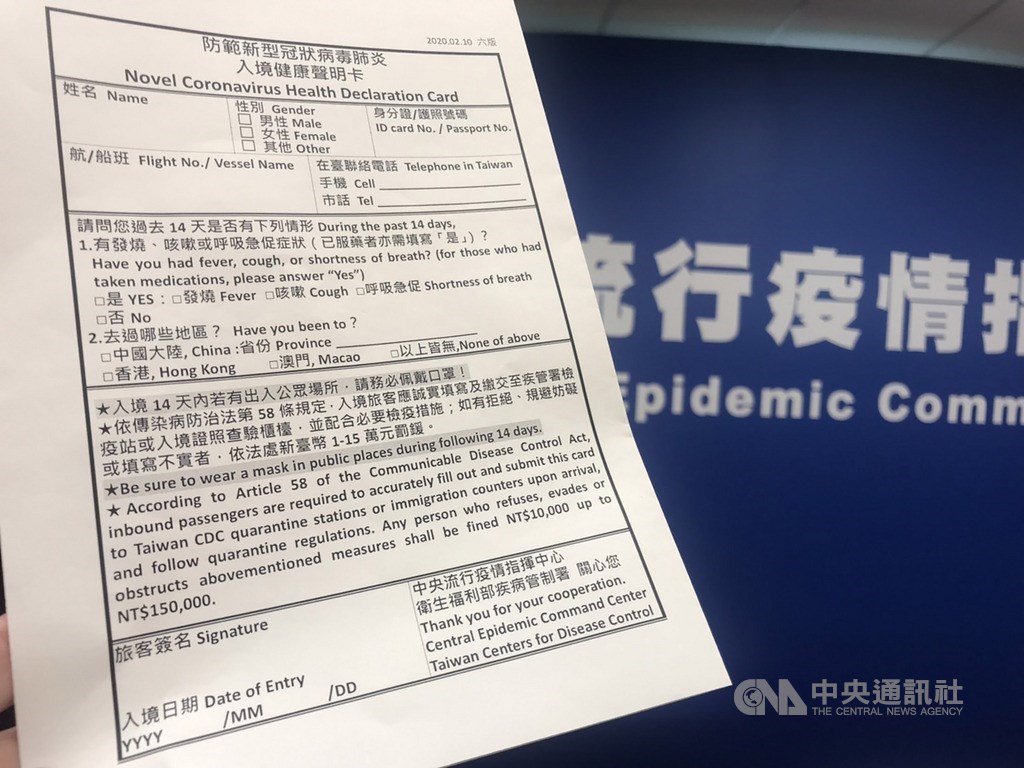 2020.02.10 六版
防範新型冠狀病毒肺炎
入境健康聲明卡
Novel Coronavirus Health Declaration Card
姓名 Name
性別 Gender
□ 男性 Male
□ 女性 Female
□ 其他 Other
身分證/護照號碼
ID card No. / Passport No.
航/船班 Flight No./ Vessel Name
在臺聯絡電話 Telephone in Taiwan
手機 Cell
市話 Tel
請問您過去 14 天是否有下列情形 During the past 14 days,
1.有發燒、咳嗽或呼吸急促症狀（已服藥者亦需填寫「是」）？
Have you had fever, cough, or shortness of breath? (for those who had
taken medications, please answer “Yes”)
□是 YES：□發燒 Fever □咳嗽 Cough □呼吸急促 Shortness of breath
□否 No
2.去過哪些地區？ Have you been to？
□中國大陸, China :省份 Province
□香港, Hong Kong □澳門, Macao □以上皆無,None of above
★入境 14 天內若有出入公眾場所，請務必佩戴口罩！
★依傳染病防治法第 58 條規定，入境旅客應誠實填寫及繳交至疾管署檢
疫站或入境證照查驗櫃檯，並配合必要檢疫措施；如有拒絕、規避妨礙
或填寫不實者，依法處新臺幣 1-15 萬元罰鍰。
★Be sure to wear a mask in public places during following 14 days.
★ According to Article 58 of the Communicable Disease Control Act,
inbound passengers are required to accurately fill out and submit this card
to Taiwan CDC quarantine stations or immigration counters upon arrival,
and follow quarantine regulations. Any person who refuses, evades or
obstructs abovementioned measures shall be fined NT$10,000 up to
NT$150,000.
旅客簽名 Signature
入境日期 Date of Entry
YYYY /MM /DD
中央流行疫情指揮中心
衛生福利部疾病管制署 關心您
Thank you for your cooperation.
Central Epidemic Command Center
Taiwan Centers for Disease Control
流行疫情指
Epidemic Comm
CNA 中央通訊社
THE CENTRAL NEWS AGENCY